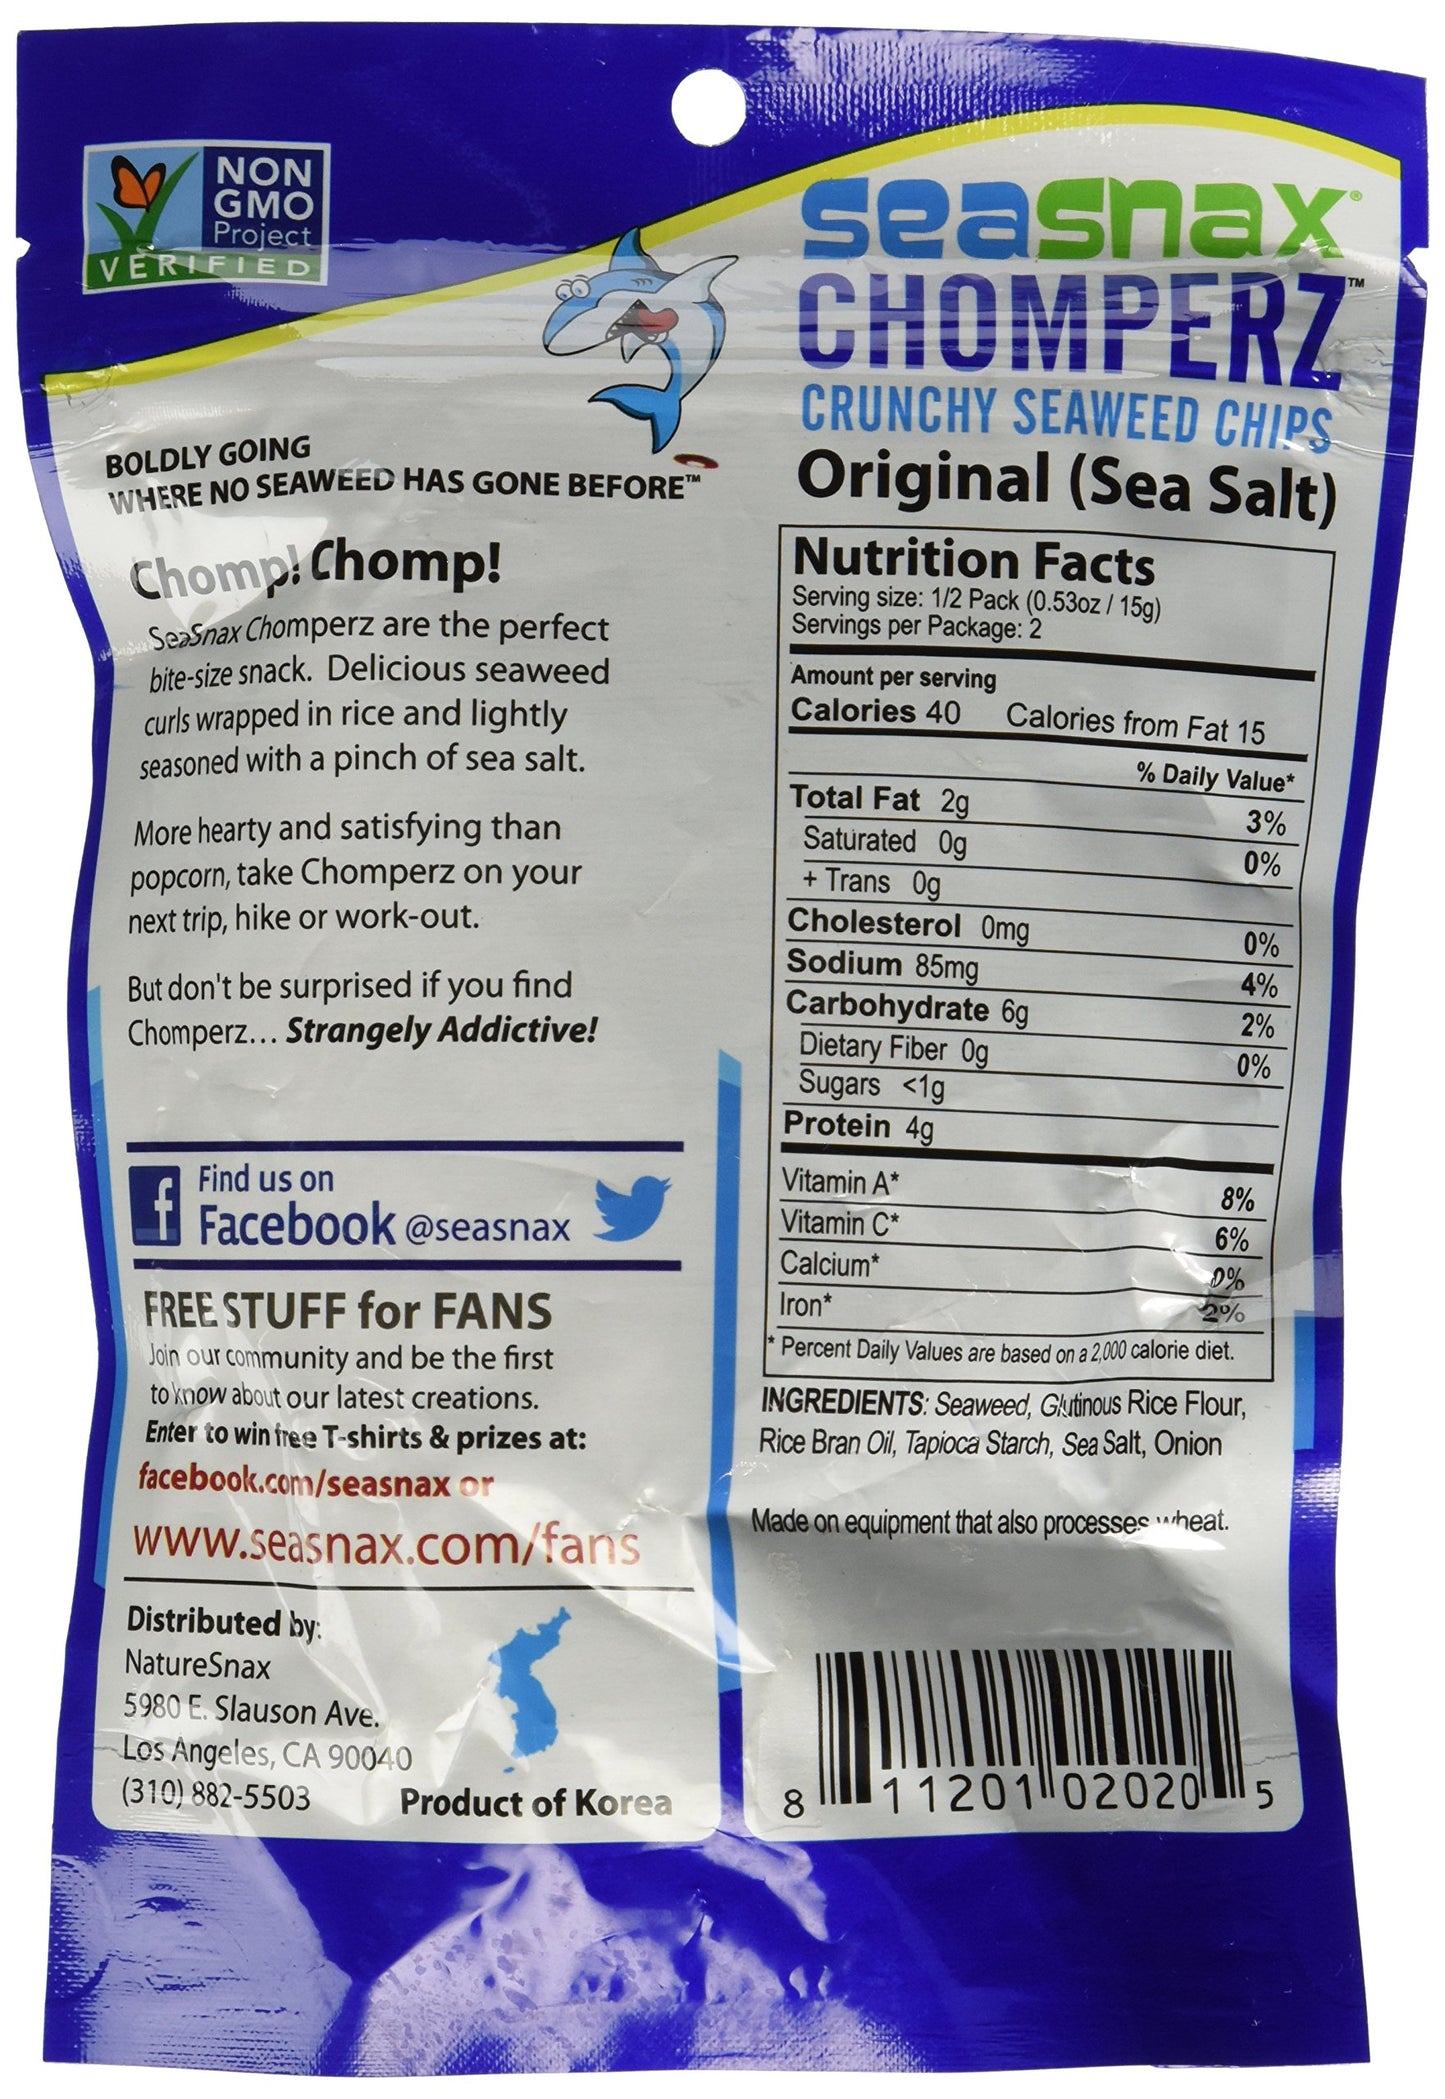 NON
GMO
Project
VERIFIED
seasnax®
CHOMPERZ™
CRUNCHY SEAWEED CHIPS
Original (Sea Salt)
BOLDLY GOING
WHERE NO SEAWEED HAS GONE BEFORE™
Chomp! Chomp!
SeaSnax Chomperz are the perfect
bite-size snack. Delicious seaweed
curls wrapped in rice and lightly
seasoned with a pinch of sea salt.
More hearty and satisfying than
popcorn, take Chomperz on your
next trip, hike or work-out.
But don't be surprised if you find
Chomperz... Strangely Addictive!
f
Find us on
Facebook @seasnax
FREE STUFF for FANS
Join our community and be the first
to know about our latest creations.
Enter to win free T-shirts & prizes at:
facebook.com/seasnax or
www.seasnax.com/fans
Distributed by:
NatureSnax
5980 E. Slauson Ave.
Los Angeles, CA 90040
(310) 882-5503
Product of Korea
Nutrition Facts
Serving size: 1/2 Pack (0.53oz / 15g)
Servings per Package: 2
Amount per serving
Calories 40 Calories from Fat 15
% Daily Value*
Total Fat 2g 3%
Saturated 0g 0%
+ Trans 0g
Cholesterol 0mg 0%
Sodium 85mg 4%
Carbohydrate 6g 2%
Dietary Fiber 0g 0%
Sugars <1g
Protein 4g
Vitamin A* 8%
Vitamin C* 6%
Calcium* 0%
Iron* 2%
* Percent Daily Values are based on a 2,000 calorie diet.
INGREDIENTS: Seaweed, Glutinous Rice Flour,
Rice Bran Oil, Tapioca Starch, Sea Salt, Onion
Made on equipment that also processes wheat.
8 11201 02020 5